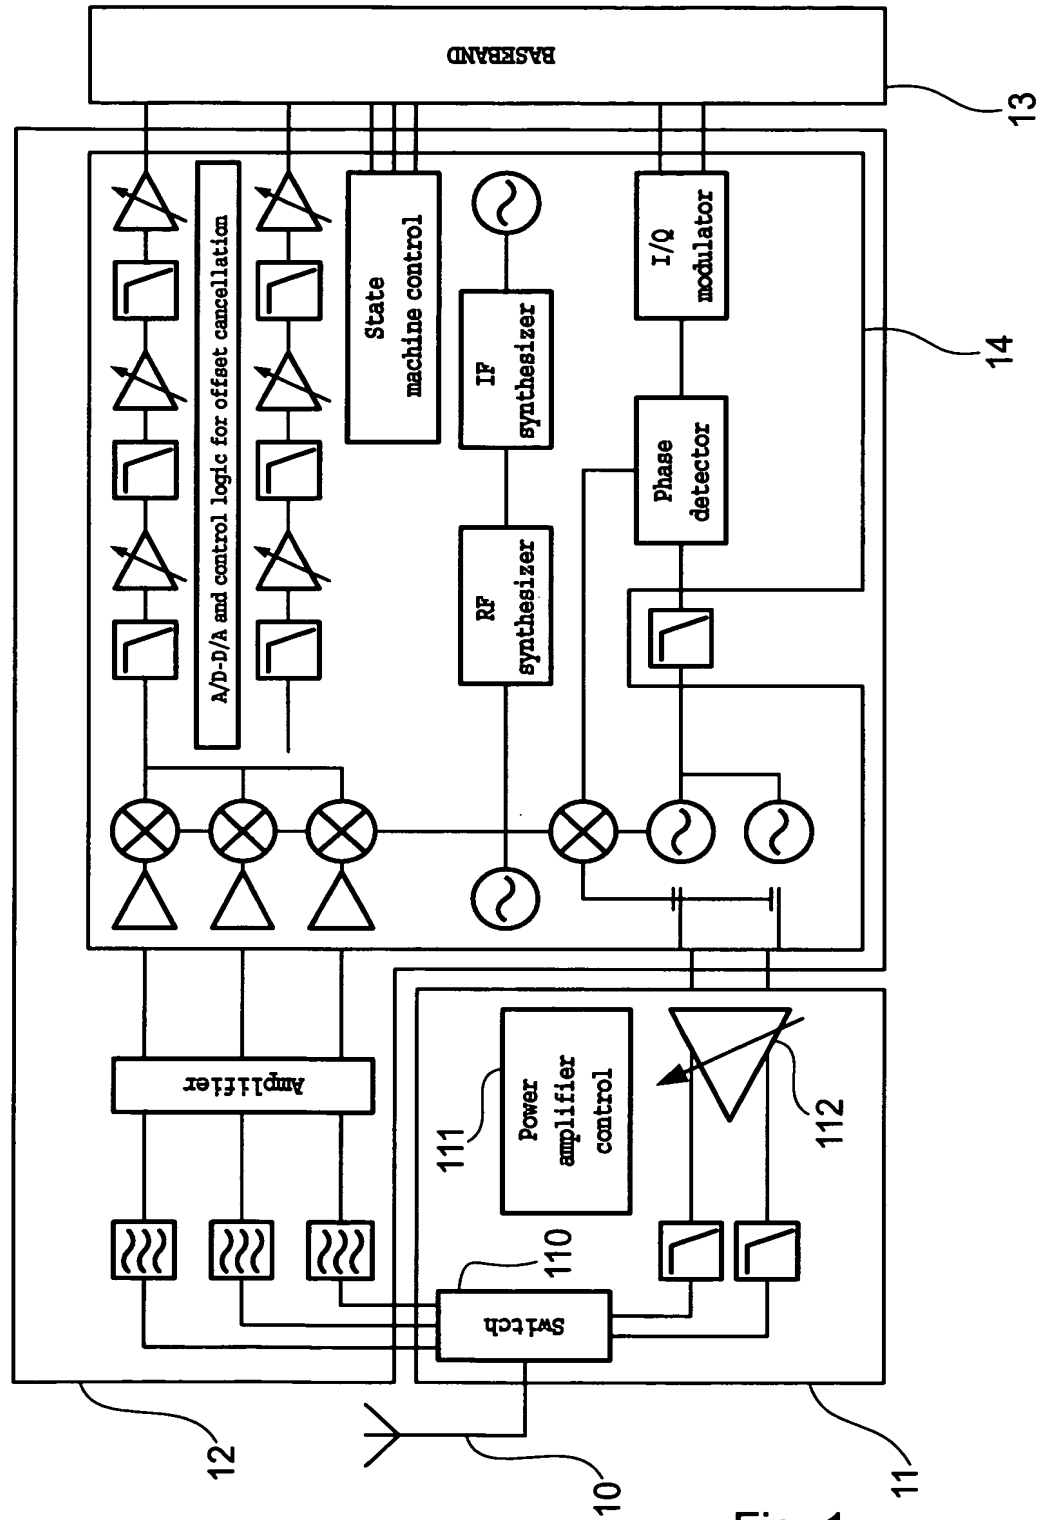 BASEBAND
13
A/D-D/A and control logic for offset cancellation
State
machine control
IF
synthesizer
RF
synthesizer
I/Q
modulator
Phase
detector
14
Amplifier
Power
amplifier
control
111
112
Switch
110
12
10
11
Fig. 1